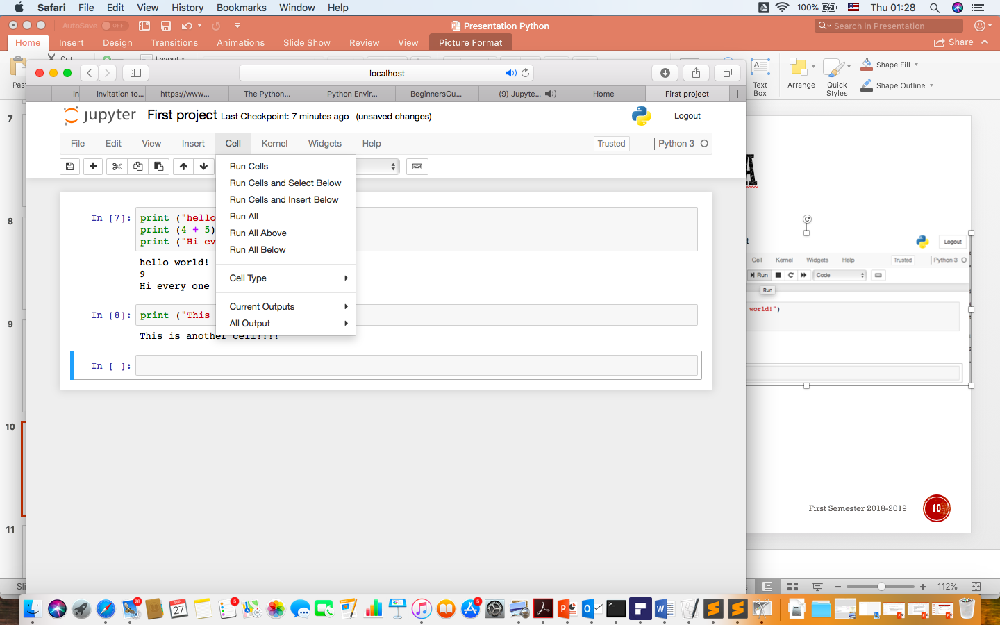 Safari File Edit View History Bookmarks Window Help 100% Thu 01:28
AutoSave OFF Presentation Python Search in Presentation
Home Insert Design Transitions Animations Slide Show Review View Picture Format Share
Cut Layout
Past
Text Box
Arrange
Quick Styles
Shape Fill
Shape Outline
localhost
In Invitation to... https://www... The Python... Python Envir... BeginnersGu... (9) Jupyte... Home First project
jupyter First project Last Checkpoint: 7 minutes ago (unsaved changes) Logout
File Edit View Insert Cell Kernel Widgets Help Trusted Python 3
Run Cells
Run Cells and Select Below
Run Cells and Insert Below
Run All
Run All Above
Run All Below
Cell Type
Current Outputs
All Output
In [7]: print ("hello
print (4 + 5)
print ("Hi ev
hello world!
9
Hi every one
In [8]: print ("This
This is another cell!!!!
In [ ]:
7
8
9
10
11
A
t Logout
Cell Kernel Widgets Help Trusted Python 3
Run Code
Run
world!")
First Semester 2018-2019 10
Sli
112%
28
SEP
27
5
5